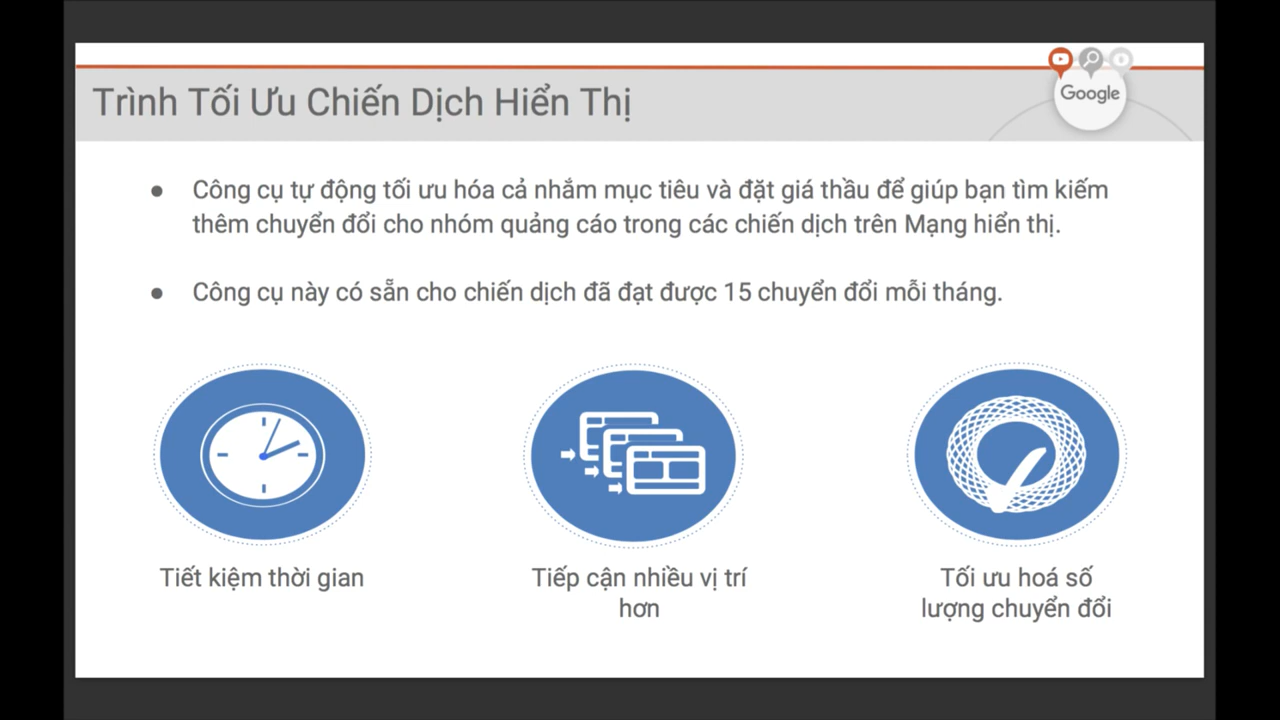 Trình Tối Ưu Chiến Dịch Hiển Thị
Google
● Công cụ tự động tối ưu hóa cả nhắm mục tiêu và đặt giá thầu để giúp bạn tìm kiếm
thêm chuyển đổi cho nhóm quảng cáo trong các chiến dịch trên Mạng hiển thị.
● Công cụ này có sẵn cho chiến dịch đã đạt được 15 chuyển đổi mỗi tháng.
Tiết kiệm thời gian
Tiếp cận nhiều vị trí
hơn
Tối ưu hoá số
lượng chuyển đổi